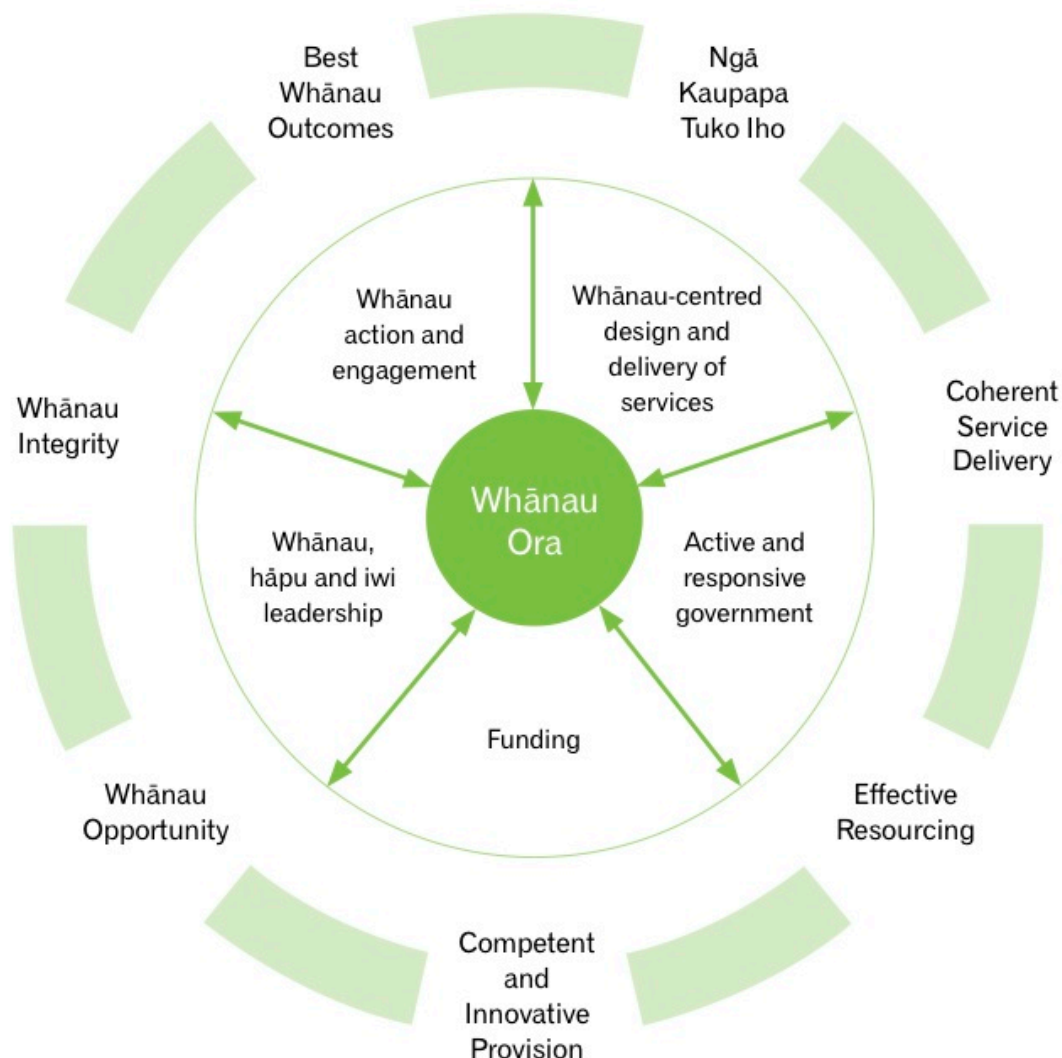 Best
Whānau
Outcomes
Ngā
Kaupapa
Tuko Iho
Coherent
Service
Delivery
Effective
Resourcing
Competent
and
Innovative
Provision
Whānau
Opportunity
Whānau
Integrity
Whānau
action and
engagement
Whānau-centred
design and
delivery of
services
Active and
responsive
government
Funding
Whānau,
hāpu and iwi
leadership
Whānau
Ora